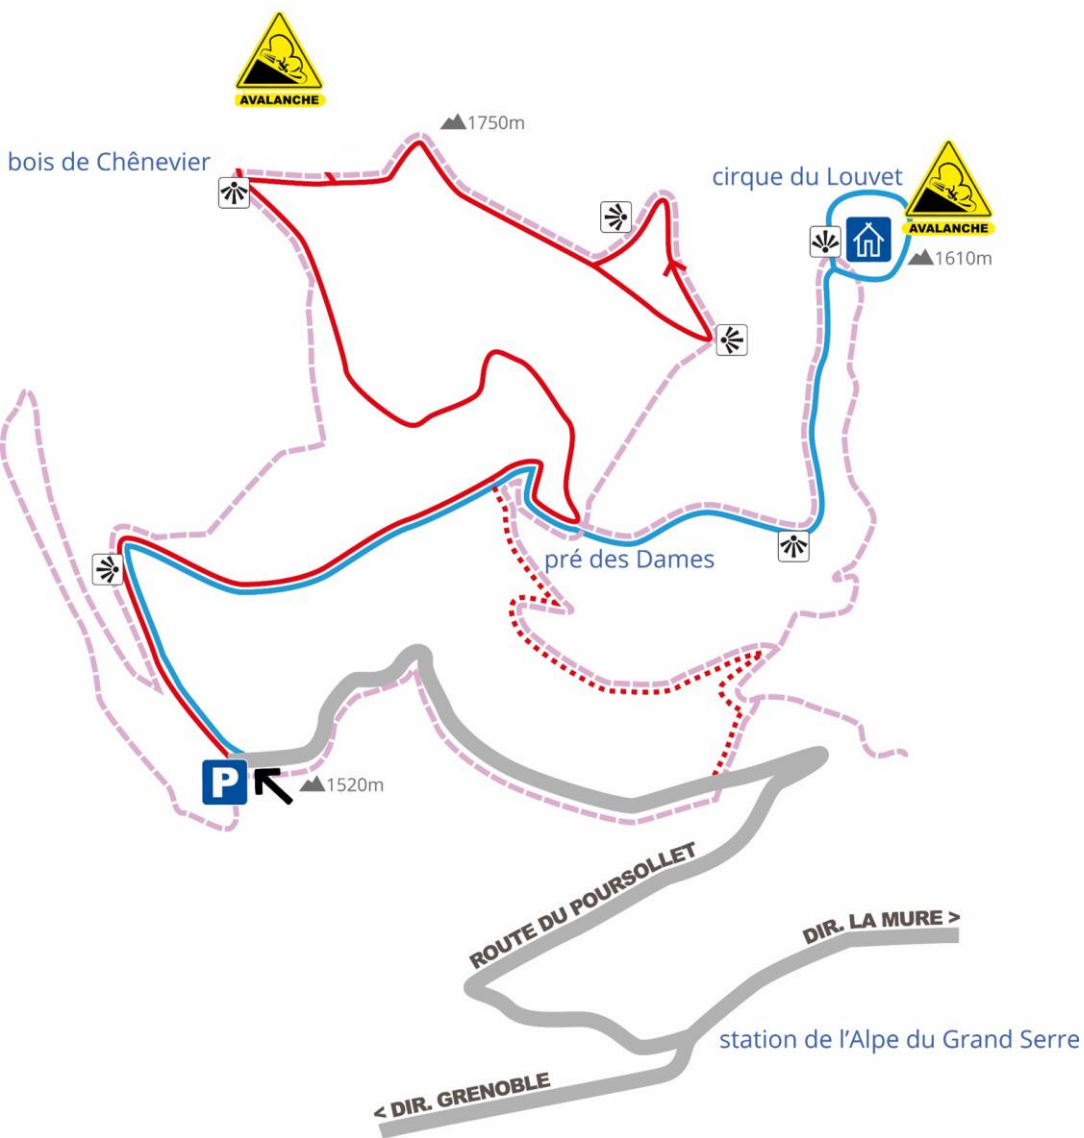 AVALANCHE
1750m
bois de Chênevier
cirque du Louvet
AVALANCHE
1610m
pré des Dames
P
1520m
ROUTE DU POURSOLLET
DIR. LA MURE >
station de l'Alpe du Grand Serre
< DIR. GRENOBLE